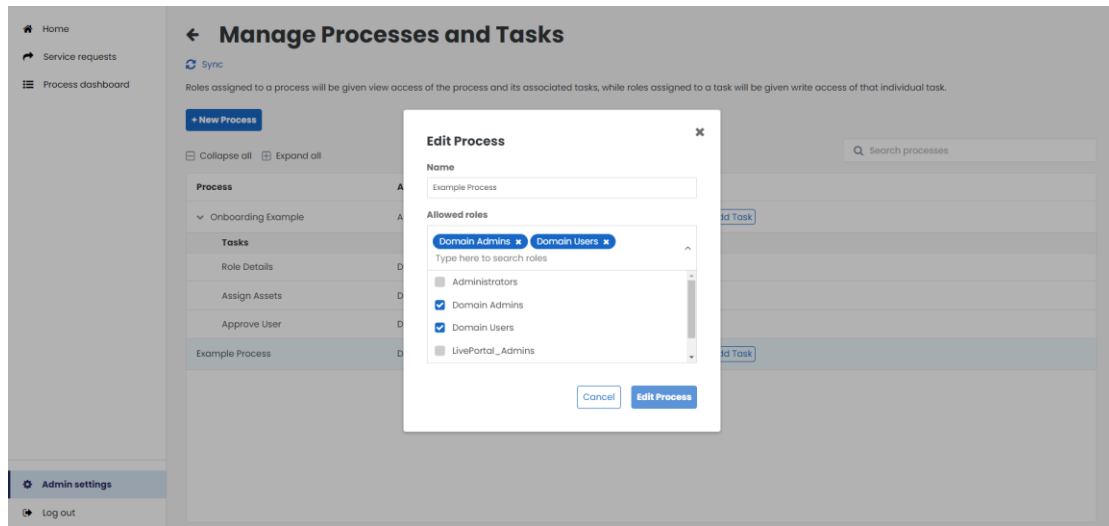 Home
Service requests
Process dashboard
Manage Processes and Tasks
Sync
Roles assigned to a process will be given view access of the process and its associated tasks, while roles assigned to a task will be given write access of that individual task.
+ New Process
Collapse all Expand all
Search processes
Process A
Onboarding Example A dd Task
Tasks
Role Details D
Assign Assets D
Approve User D
Example Process D dd Task
Edit Process
Name
Example Process
Allowed roles
Domain Admins Domain Users
Type here to search roles
Administrators
Domain Admins
Domain Users
LivePortal_Admins
Cancel Edit Process
Admin settings
Log out